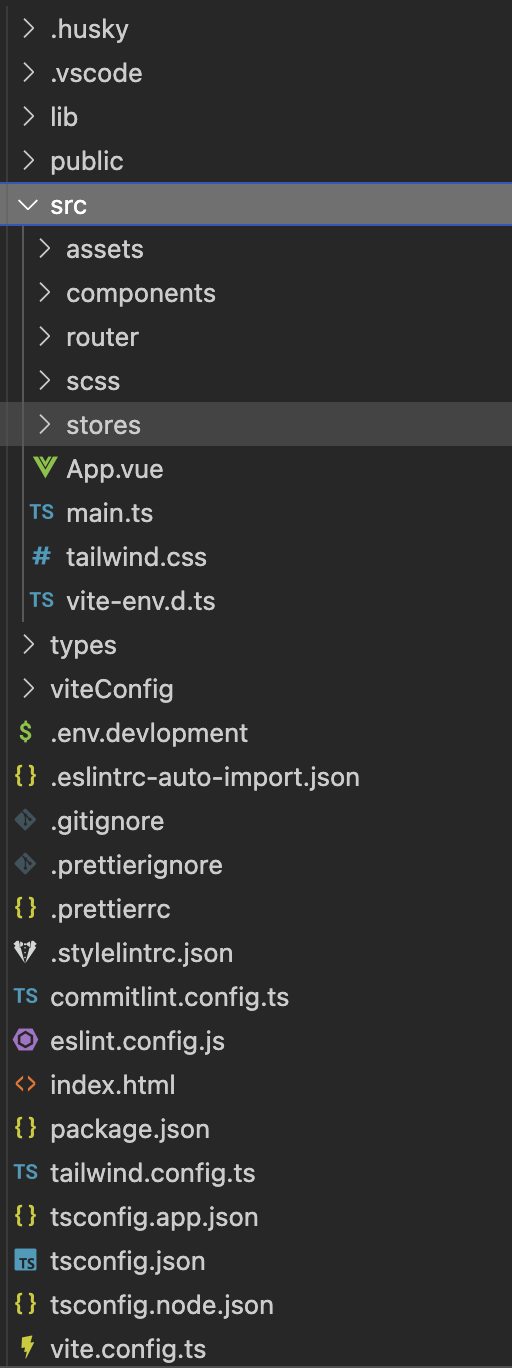 .husky
.vscode
lib
public
src
assets
components
router
scss
stores
App.vue
TS main.ts
# tailwind.css
TS vite-env.d.ts
types
viteConfig
$ .env.devlopment
{} .eslintrc-auto-import.json
.gitignore
.prettierignore
{} .prettierrc
.stylelintrc.json
TS commitlint.config.ts
eslint.config.js
<> index.html
{} package.json
TS tailwind.config.ts
{} tsconfig.app.json
TS tsconfig.json
{} tsconfig.node.json
vite.config.ts